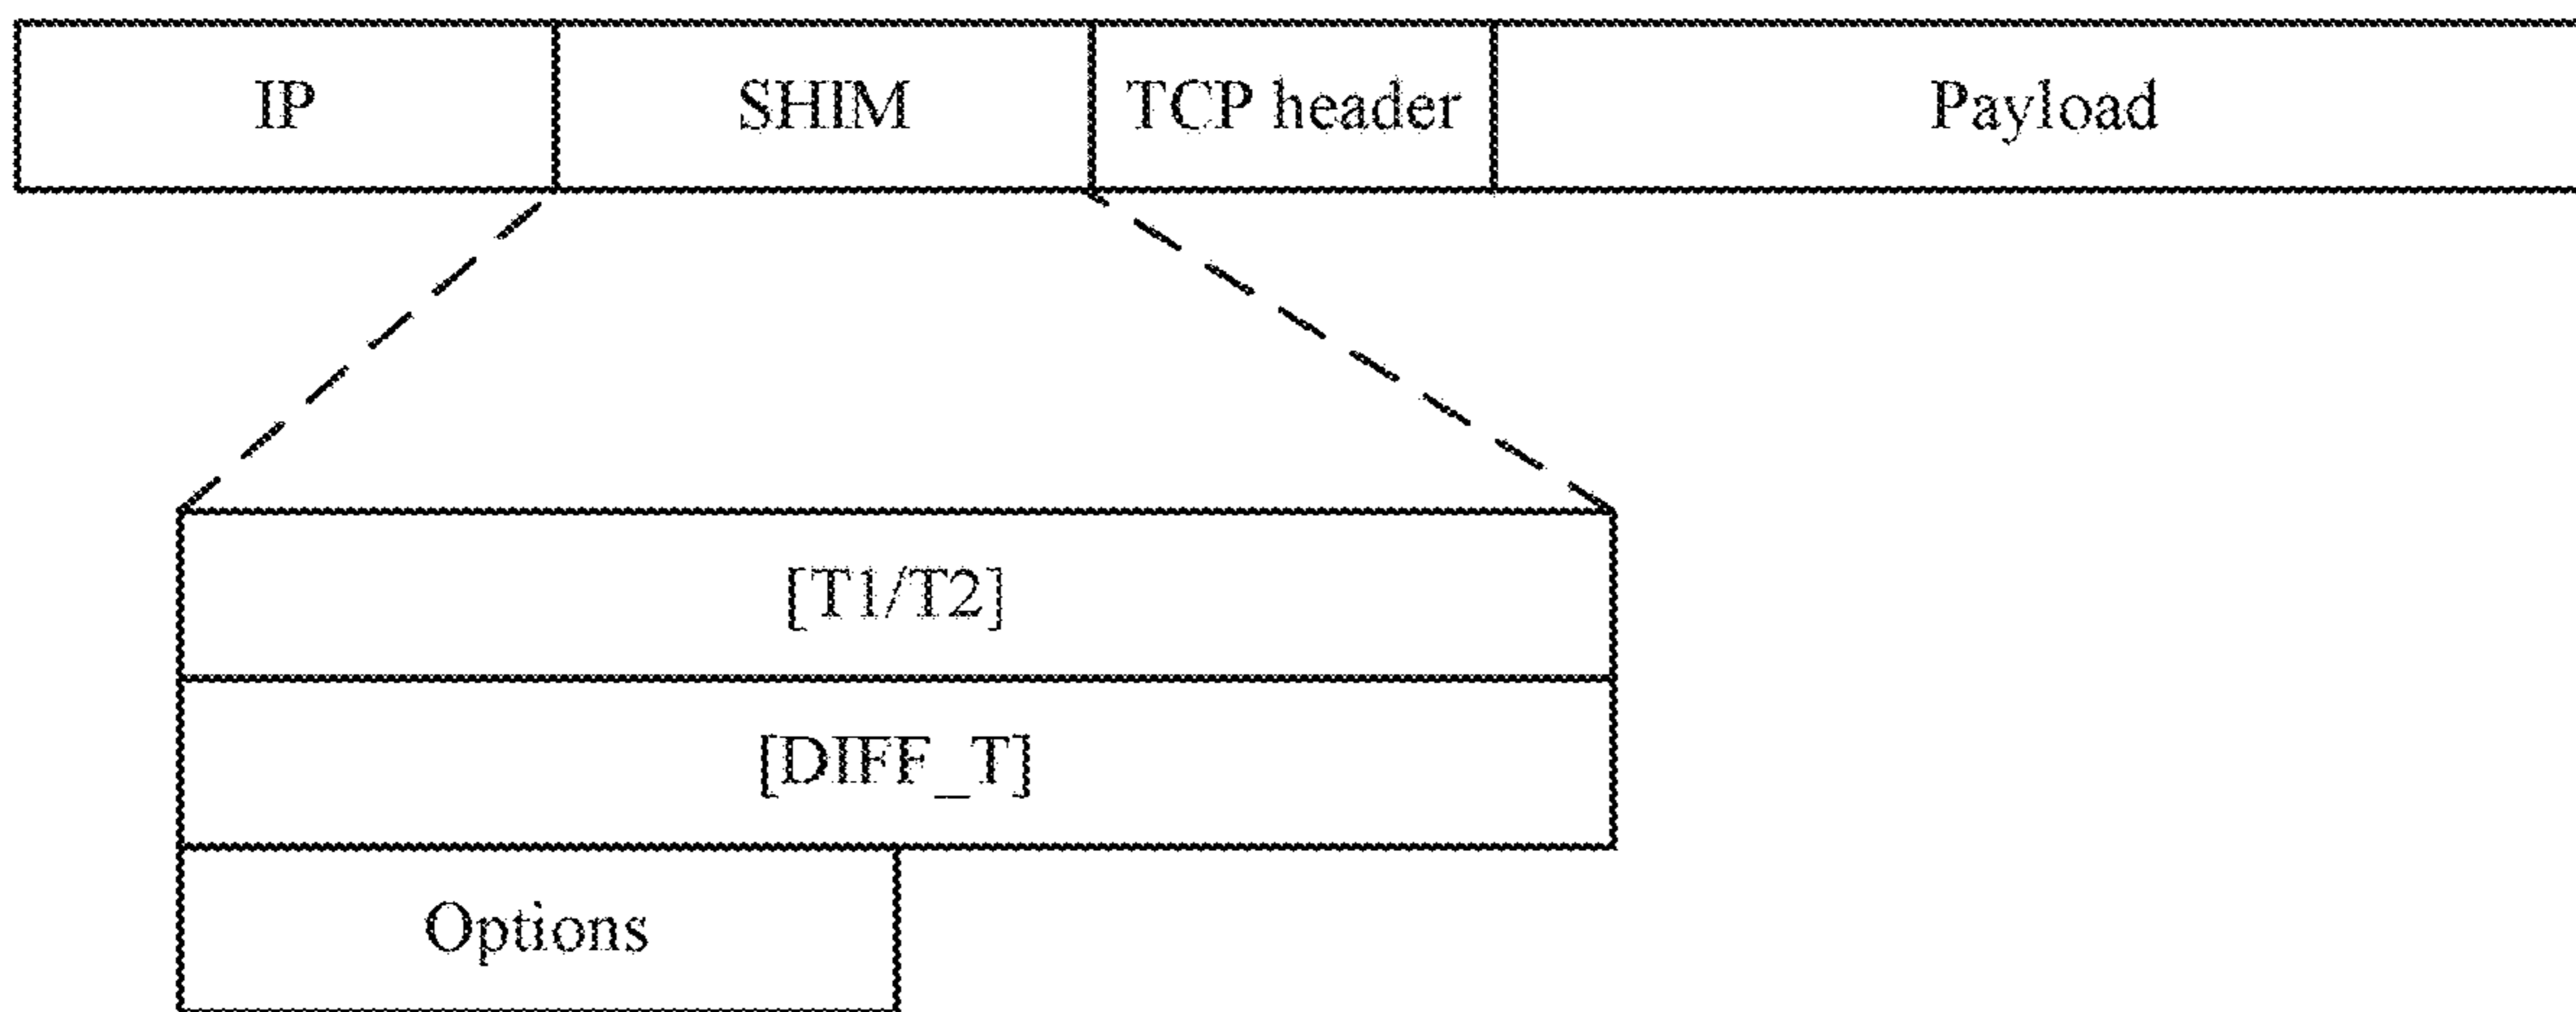 IP SHIM TCP header Payload
[T1/T2]
[DIFF_T]
Options